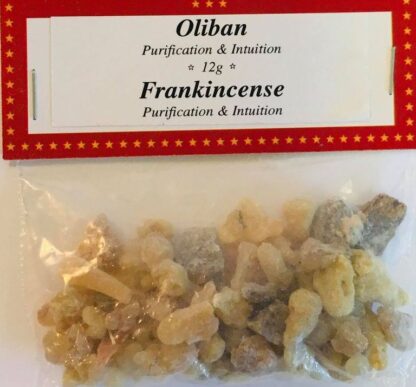 Oliban
Purification & Intuition
☆ 12g ☆
Frankincense
Purification & Intuition